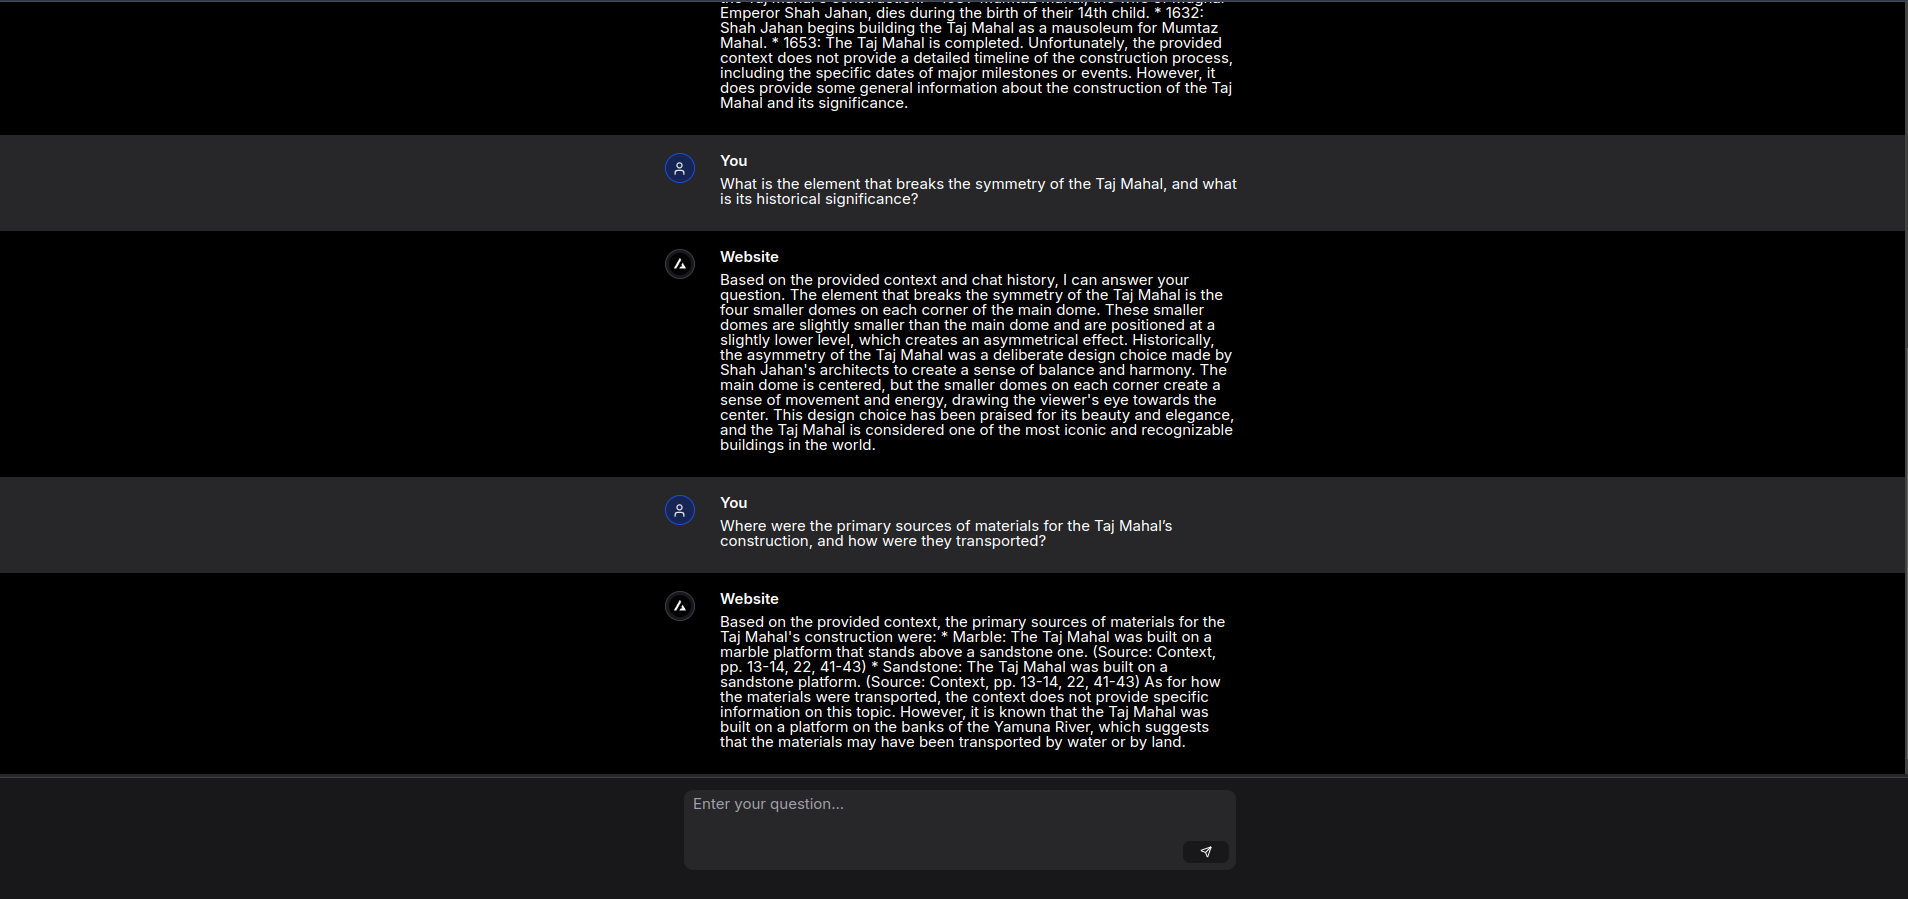 Emperor Shah Jahan, dies during the birth of their 14th child. * 1632:
Shah Jahan begins building the Taj Mahal as a mausoleum for Mumtaz
Mahal. * 1653: The Taj Mahal is completed. Unfortunately, the provided
context does not provide a detailed timeline of the construction process,
including the specific dates of major milestones or events. However, it
does provide some general information about the construction of the Taj
Mahal and its significance.
You
What is the element that breaks the symmetry of the Taj Mahal, and what
is its historical significance?
Website
Based on the provided context and chat history, I can answer your
question. The element that breaks the symmetry of the Taj Mahal is the
four smaller domes on each corner of the main dome. These smaller
domes are slightly smaller than the main dome and are positioned at a
slightly lower level, which creates an asymmetrical effect. Historically,
the asymmetry of the Taj Mahal was a deliberate design choice made by
Shah Jahan's architects to create a sense of balance and harmony. The
main dome is centered, but the smaller domes on each corner create a
sense of movement and energy, drawing the viewer's eye towards the
center. This design choice has been praised for its beauty and elegance,
and the Taj Mahal is considered one of the most iconic and recognizable
buildings in the world.
You
Where were the primary sources of materials for the Taj Mahal’s
construction, and how were they transported?
Website
Based on the provided context, the primary sources of materials for the
Taj Mahal's construction were: * Marble: The Taj Mahal was built on a
marble platform that stands above a sandstone one. (Source: Context,
pp. 13-14, 22, 41-43) * Sandstone: The Taj Mahal was built on a
sandstone platform. (Source: Context, pp. 13-14, 22, 41-43) As for how
the materials were transported, the context does not provide specific
information on this topic. However, it is known that the Taj Mahal was
built on a platform on the banks of the Yamuna River, which suggests
that the materials may have been transported by water or by land.
Enter your question...